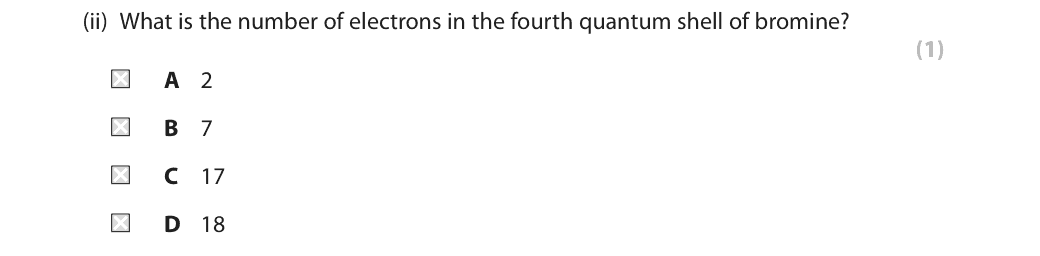 (ii) What is the number of electrons in the fourth quantum shell of bromine?
(1)
A 2
B 7
C 17
D 18